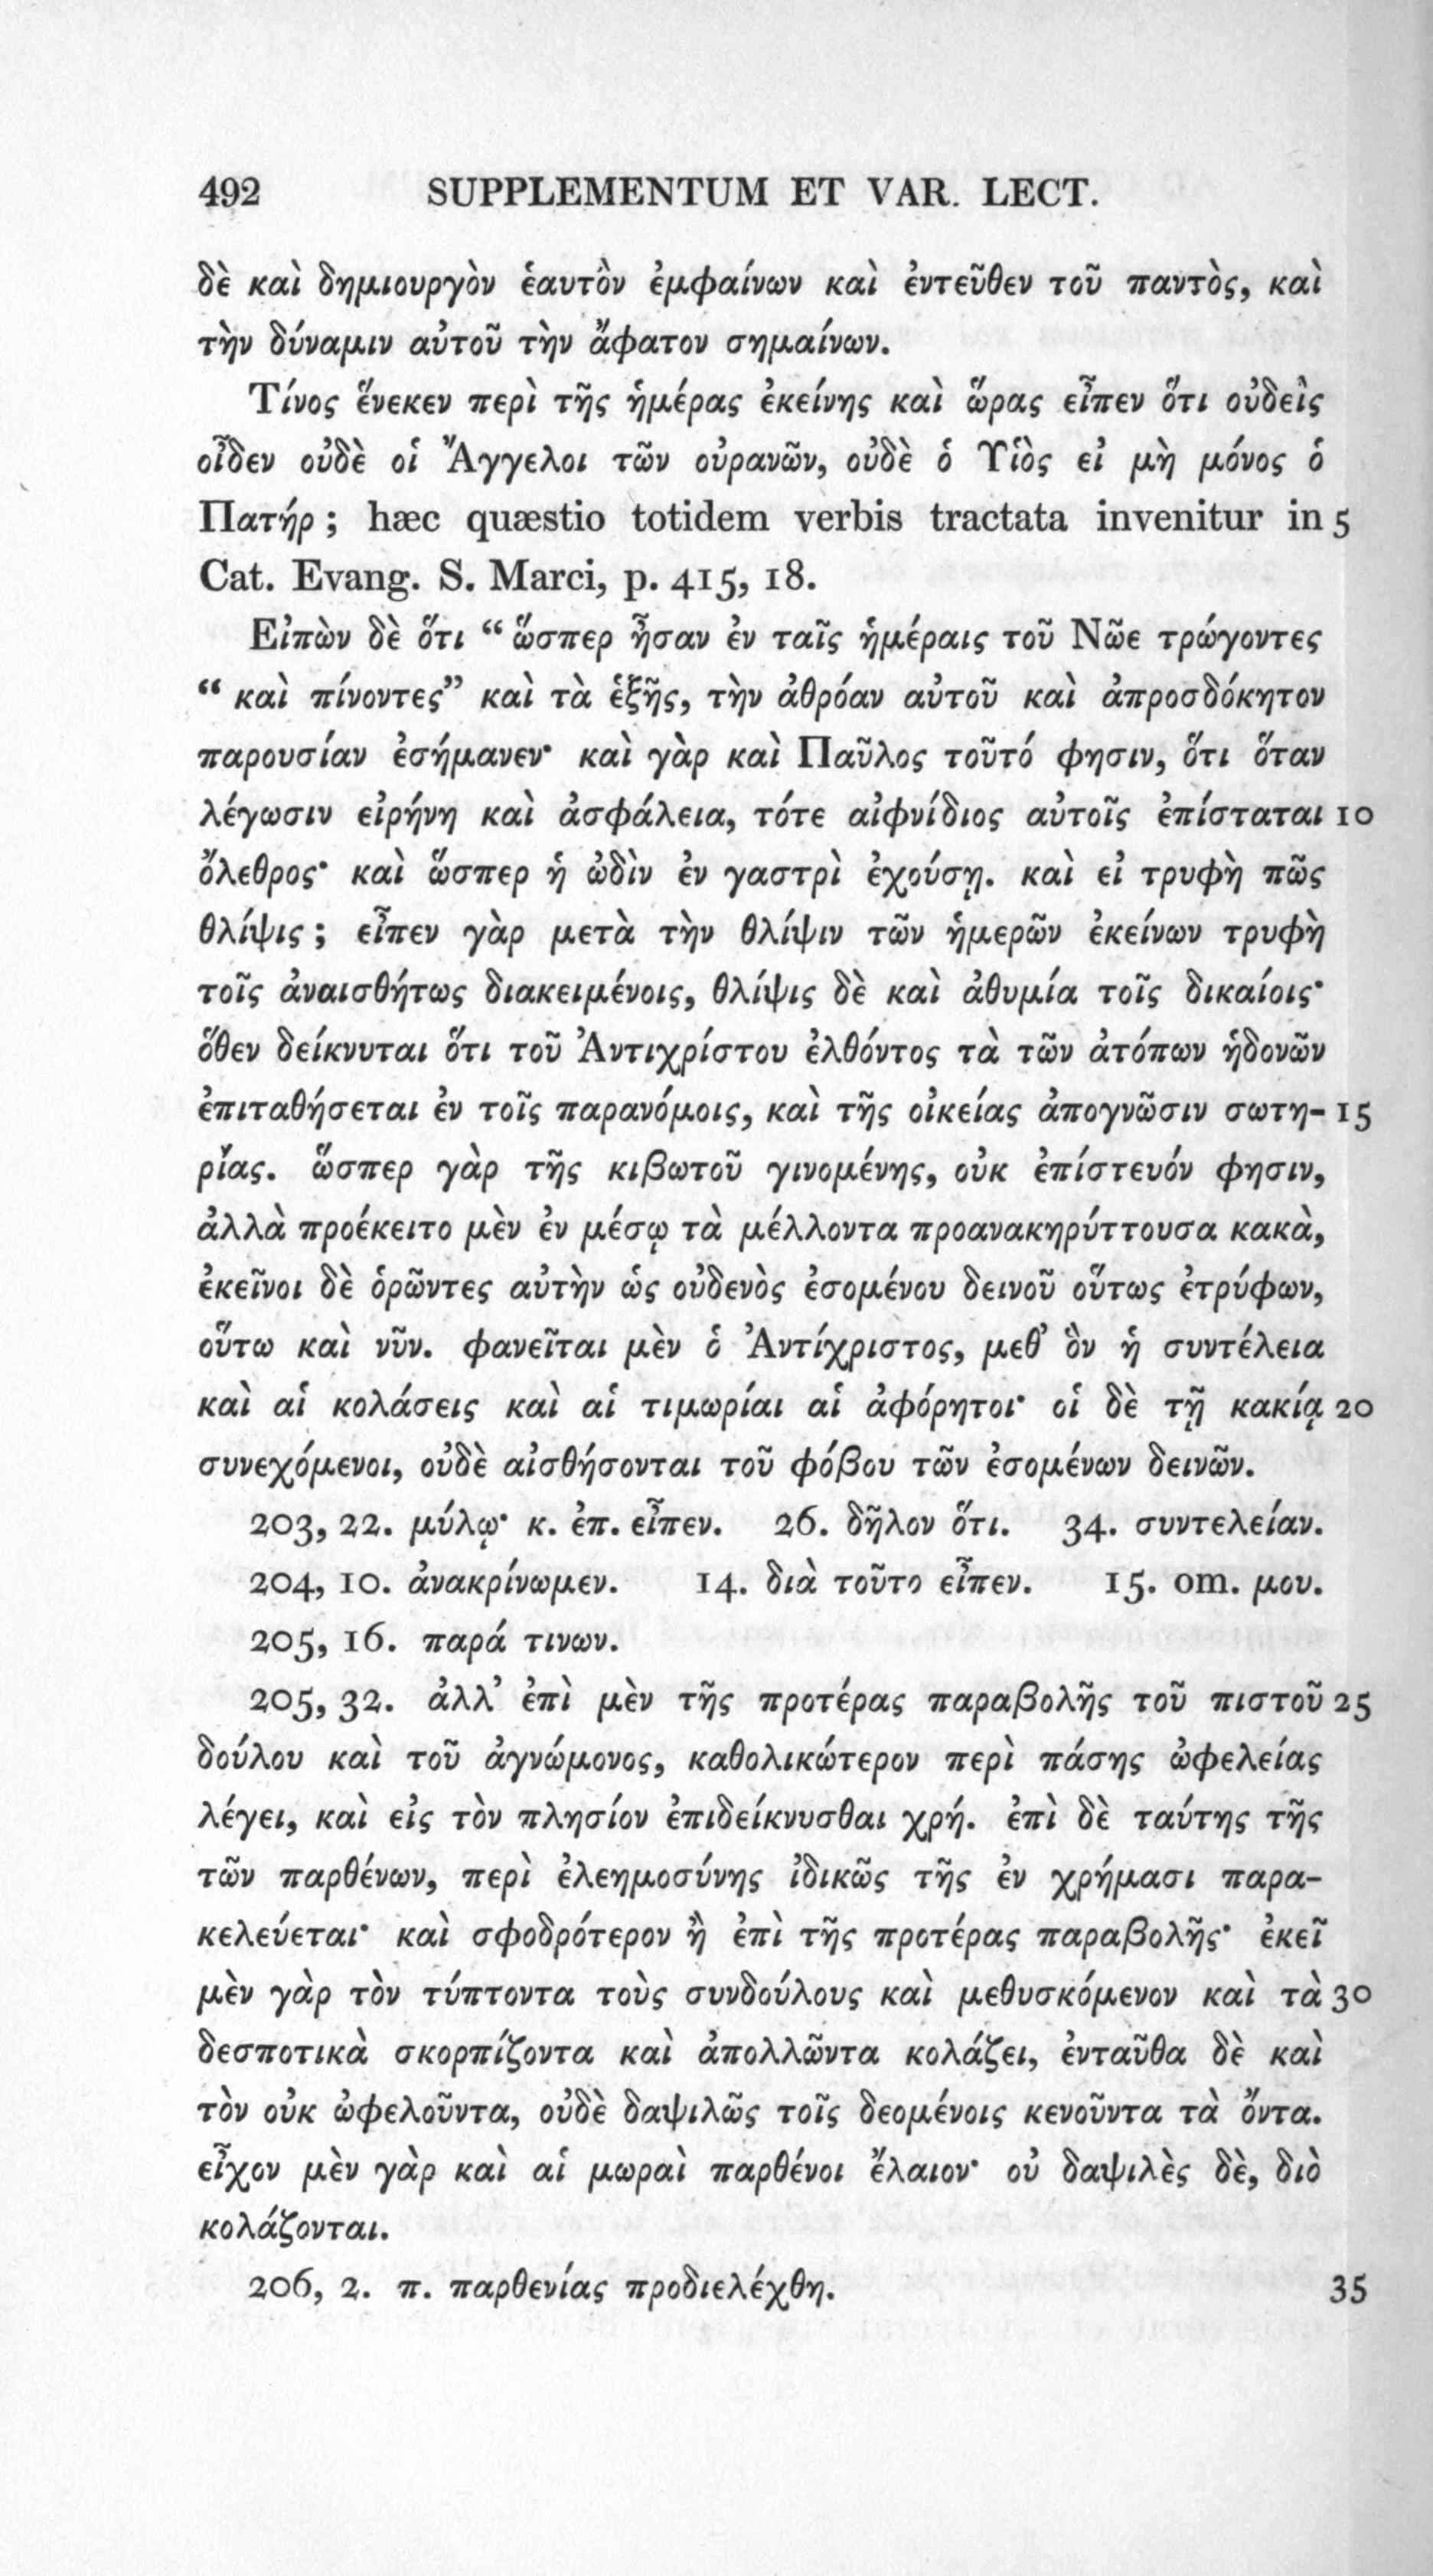 492 SUPPLEMENTUM ET VAR. LECT.
δὲ καὶ δημιουργὸν ἑαυτὸν ἐμφαίνων καὶ ἐντεῦθεν τοῦ παντὸς, καὶ
τὴν δύναμιν αὐτοῦ τὴν ἄφατον σημαίνων.
Τίνος ἕνεκεν περὶ τῆς ἡμέρας ἐκείνης καὶ ὥρας εἶπεν ὅτι οὐδεὶς
οἶδεν οὐδὲ οἱ Ἄγγελοι τῶν οὐρανῶν, οὐδὲ ὁ Υἱὸς εἰ μὴ μόνος ὁ
Πατήρ ; hæc quæstio totidem verbis tractata invenitur in 5
Cat. Evang. S. Marci, p. 415, 18.
Εἰπὼν δὲ ὅτι “ ὥσπερ ἦσαν ἐν ταῖς ἡμέραις τοῦ Νῶε τρώγοντες
“ καὶ πίνοντες” καὶ τὰ ἑξῆς, τὴν ἀθρόαν αὐτοῦ καὶ ἀπροσδόκητον
παρουσίαν ἐσήμανεν· καὶ γὰρ καὶ Παῦλος τοῦτό φησιν, ὅτι ὅταν
λέγωσιν εἰρήνη καὶ ἀσφάλεια, τότε αἰφνίδιος αὐτοῖς ἐπίσταται 10
ὄλεθρος· καὶ ὥσπερ ἡ ὠδὶν ἐν γαστρὶ ἐχούσῃ. καὶ εἰ τρυφὴ πῶς
θλίψις ; εἶπεν γὰρ μετὰ τὴν θλίψιν τῶν ἡμερῶν ἐκείνων τρυφὴ
τοῖς ἀναισθήτως διακειμένοις, θλίψις δὲ καὶ ἀθυμία τοῖς δικαίοις·
ὅθεν δείκνυται ὅτι τοῦ Ἀντιχρίστου ἐλθόντος τὰ τῶν ἀτόπων ἡδονῶν
ἐπιταθήσεται ἐν τοῖς παρανόμοις, καὶ τῆς οἰκείας ἀπογνῶσιν σωτη- 15
ρίας. ὥσπερ γὰρ τῆς κιβωτοῦ γινομένης, οὐκ ἐπίστευόν φησιν,
ἀλλὰ προέκειτο μὲν ἐν μέσῳ τὰ μέλλοντα προανακηρύττουσα κακὰ,
ἐκεῖνοι δὲ ὁρῶντες αὐτὴν ὡς οὐδενὸς ἐσομένου δεινοῦ οὕτως ἐτρύφων,
οὕτω καὶ νῦν. φανεῖται μὲν ὁ Ἀντίχριστος, μεθ’ ὃν ἡ συντέλεια
καὶ αἱ κολάσεις καὶ αἱ τιμωρίαι αἱ ἀφόρητοι· οἱ δὲ τῇ κακίᾳ 20
συνεχόμενοι, οὐδὲ αἰσθήσονται τοῦ φόβου τῶν ἐσομένων δεινῶν.
203, 22. μύλῳ· κ. ἐπ. εἶπεν. 26. δῆλον ὅτι. 34. συντελείαν.
204, 10. ἀνακρίνωμεν. 14. διὰ τοῦτο εἶπεν. 15. om. μου.
205, 16. παρά τινων.
205, 32. ἀλλ’ ἐπὶ μὲν τῆς προτέρας παραβολῆς τοῦ πιστοῦ 25
δούλου καὶ τοῦ ἀγνώμονος, καθολικώτερον περὶ πάσης ὠφελείας
λέγει, καὶ εἰς τὸν πλησίον ἐπιδείκνυσθαι χρή. ἐπὶ δὲ ταύτης τῆς
τῶν παρθένων, περὶ ἐλεημοσύνης ἰδικῶς τῆς ἐν χρήμασι παρα-
κελεύεται· καὶ σφοδρότερον ἢ ἐπὶ τῆς προτέρας παραβολῆς· ἐκεῖ
μὲν γὰρ τὸν τύπτοντα τοὺς συνδούλους καὶ μεθυσκόμενον καὶ τὰ 30
δεσποτικὰ σκορπίζοντα καὶ ἀπολλῶντα κολάζει, ἐνταῦθα δὲ καὶ
τὸν οὐκ ὠφελοῦντα, οὐδὲ δαψιλῶς τοῖς δεομένοις κενοῦντα τὰ ὄντα.
εἶχον μὲν γὰρ καὶ αἱ μωραὶ παρθένοι ἔλαιον· οὐ δαψιλὲς δὲ, διὸ
κολάζονται.
206, 2. π. παρθενίας προδιελέχθη. 35